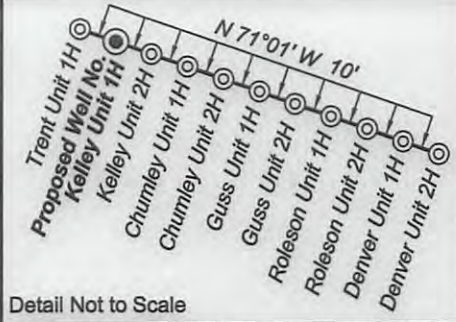 N 71°01' W 10'
Trent Unit 1H
Proposed Well No.
Kelley Unit 1H
Kelley Unit 2H
Chumley Unit 1H
Chumley Unit 2H
Guss Unit 1H
Guss Unit 2H
Roleson Unit 1H
Roleson Unit 2H
Denver Unit 1H
Denver Unit 2H
Detail Not to Scale